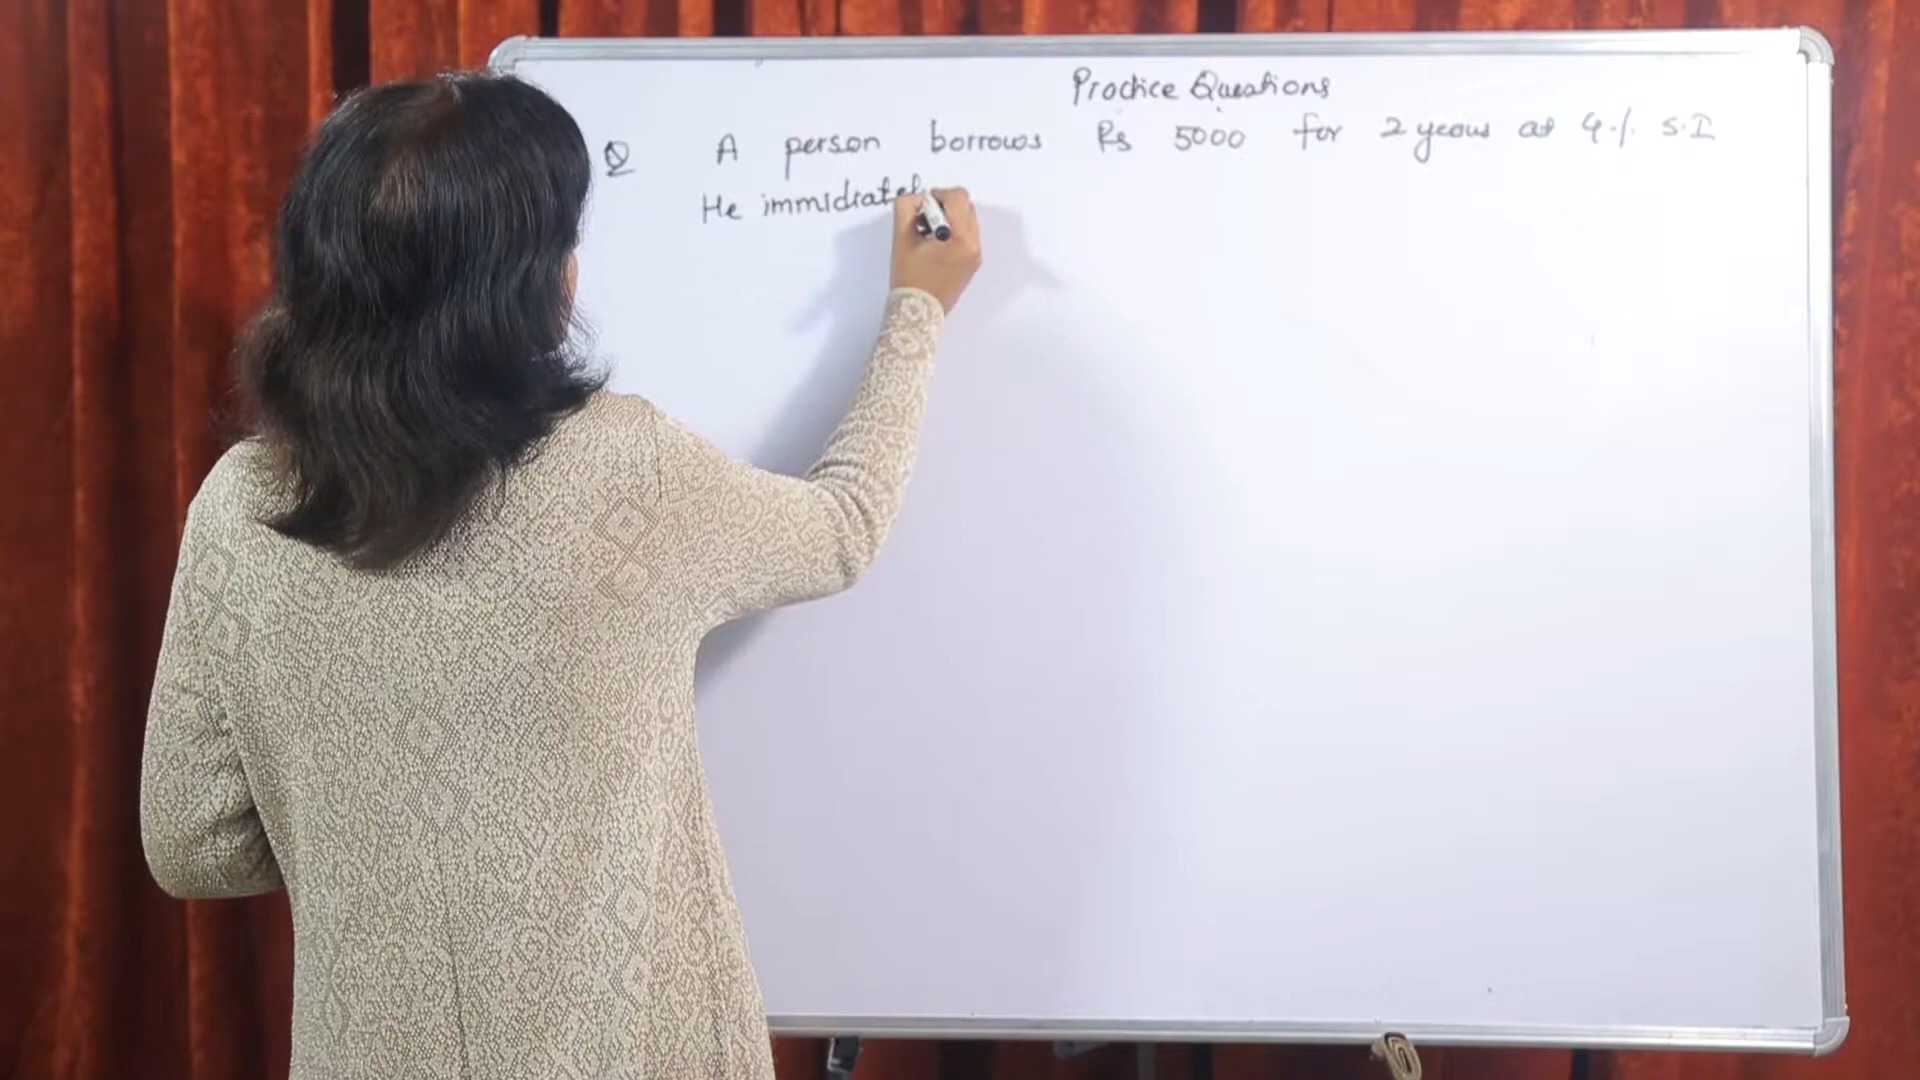 Practice Questions
Q A person borrows Rs 5000 for 2 years at 4% S.I
He immidiatel